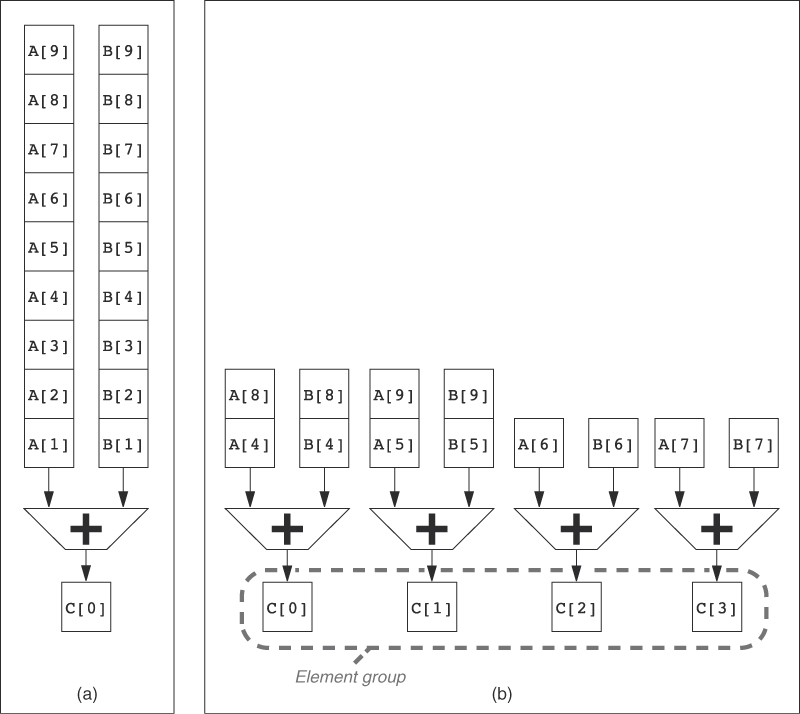 A[9] B[9]
A[8] B[8]
A[7] B[7]
A[6] B[6]
A[5] B[5]
A[4] B[4]
A[3] B[3]
A[2] B[2]
A[1] B[1]
+
C[0]
(a)
A[8] B[8] A[9] B[9]
A[4] B[4] A[5] B[5] A[6] B[6] A[7] B[7]
+ + + +
C[0] C[1] C[2] C[3]
Element group
(b)